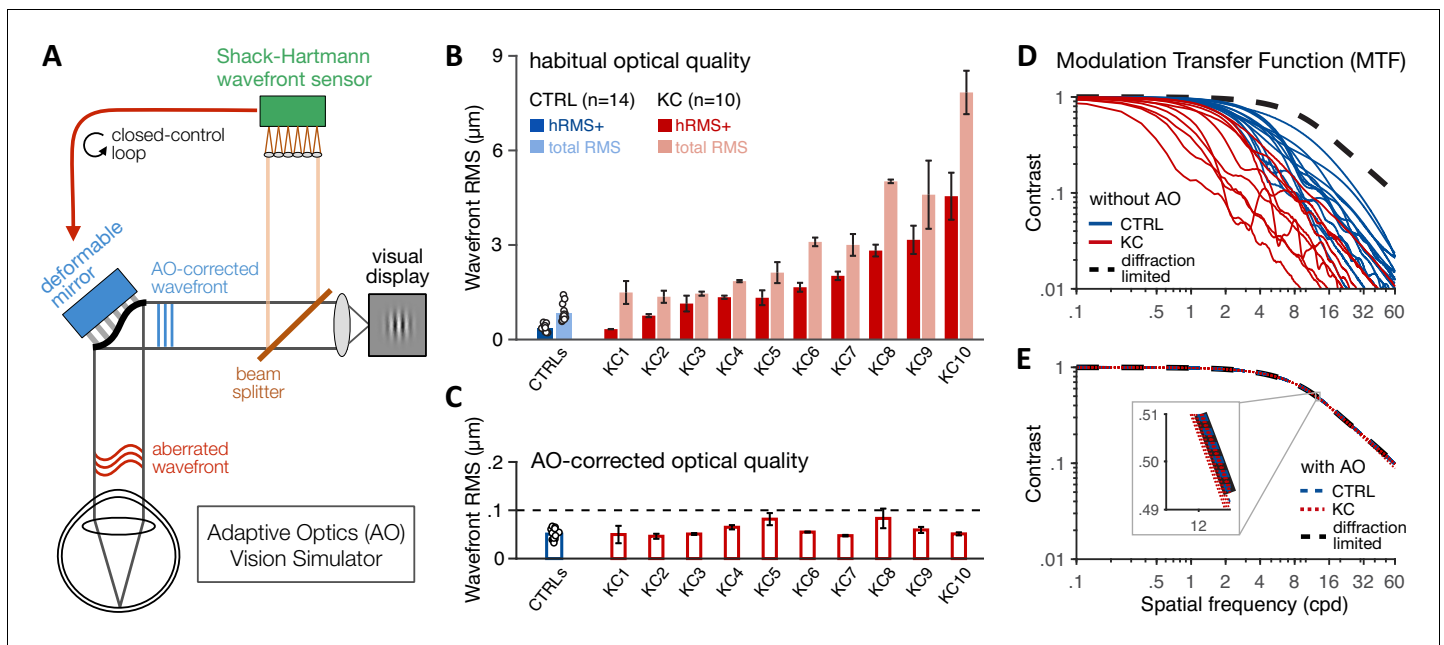 A
Shack-Hartmann
wavefront sensor
closed-control
loop
deformable
mirror
AO-corrected
wavefront
visual
display
beam
splitter
aberrated
wavefront
Adaptive Optics (AO)
Vision Simulator
B
habitual optical quality
CTRL (n=14)
KC (n=10)
hRMS+
hRMS+
total RMS
total RMS
Wavefront RMS (μm)
9
6
3
0
CTRLs
KC1
KC2
KC3
KC4
KC5
KC6
KC7
KC8
KC9
KC10
C
AO-corrected optical quality
Wavefront RMS (μm)
.2
.1
0
CTRLs
KC1
KC2
KC3
KC4
KC5
KC6
KC7
KC8
KC9
KC10
D
Modulation Transfer Function (MTF)
Contrast
1
0.1
.01
without AO
CTRL
KC
diffraction
limited
.1
.5
1
2
4
8
16
32
60
E
Contrast
1
0.1
.01
.51
.50
.49
12
with AO
CTRL
KC
diffraction
limited
.1
.5
1
2
4
8
16
32
60
Spatial frequency (cpd)